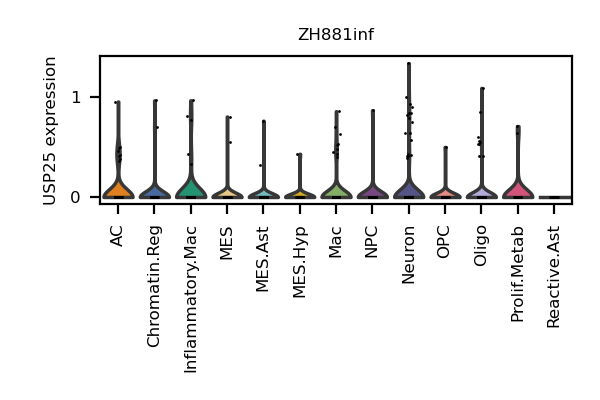 ZH881inf
USP25 expression
1
0
AC
Chromatin.Reg
Inflammatory.Mac
MES
MES.Ast
MES.Hyp
Mac
NPC
Neuron
OPC
Oligo
Prolif.Metab
Reactive.Ast